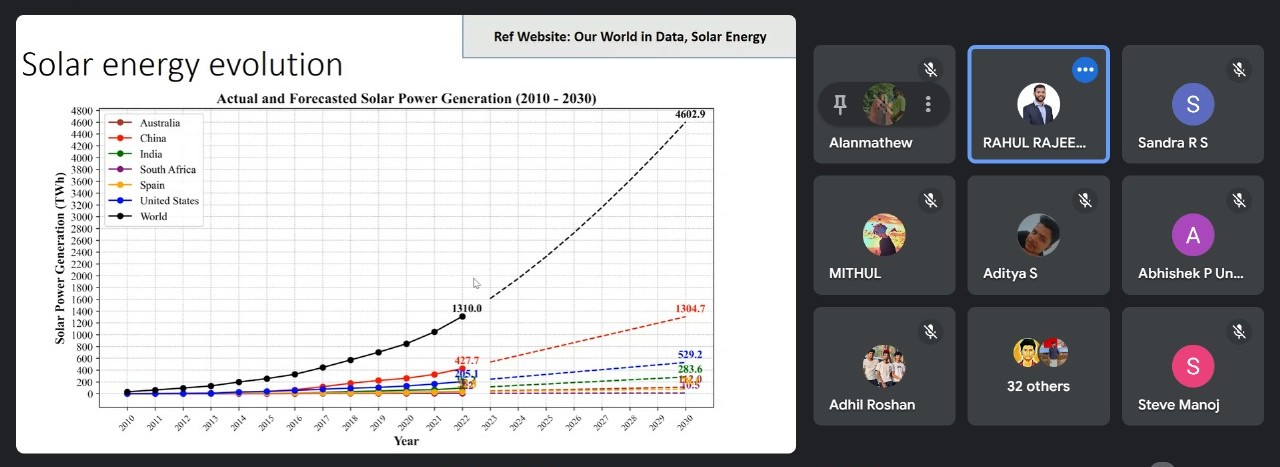 Ref Website: Our World in Data, Solar Energy
Solar energy evolution
Actual and Forecasted Solar Power Generation (2010 - 2030)
Solar Power Generation (TWh)
4800
4600
4400
4200
4000
3800
3600
3400
3200
3000
2800
2600
2400
2200
2000
1800
1600
1400
1200
1000
800
600
400
200
0
Australia
China
India
South Africa
Spain
United States
World
4602.9
1310.0
1304.7
427.7
529.2
205.1
283.6
2010 2011 2012 2013 2014 2015 2016 2017 2018 2019 2020 2021 2022 2023 2024 2025 2026 2027 2028 2029 2030
Year
Alanmathew
RAHUL RAJEE...
S
Sandra R S
MITHUL
Aditya S
A
Abhishek P Un...
Adhil Roshan
32 others
S
Steve Manoj